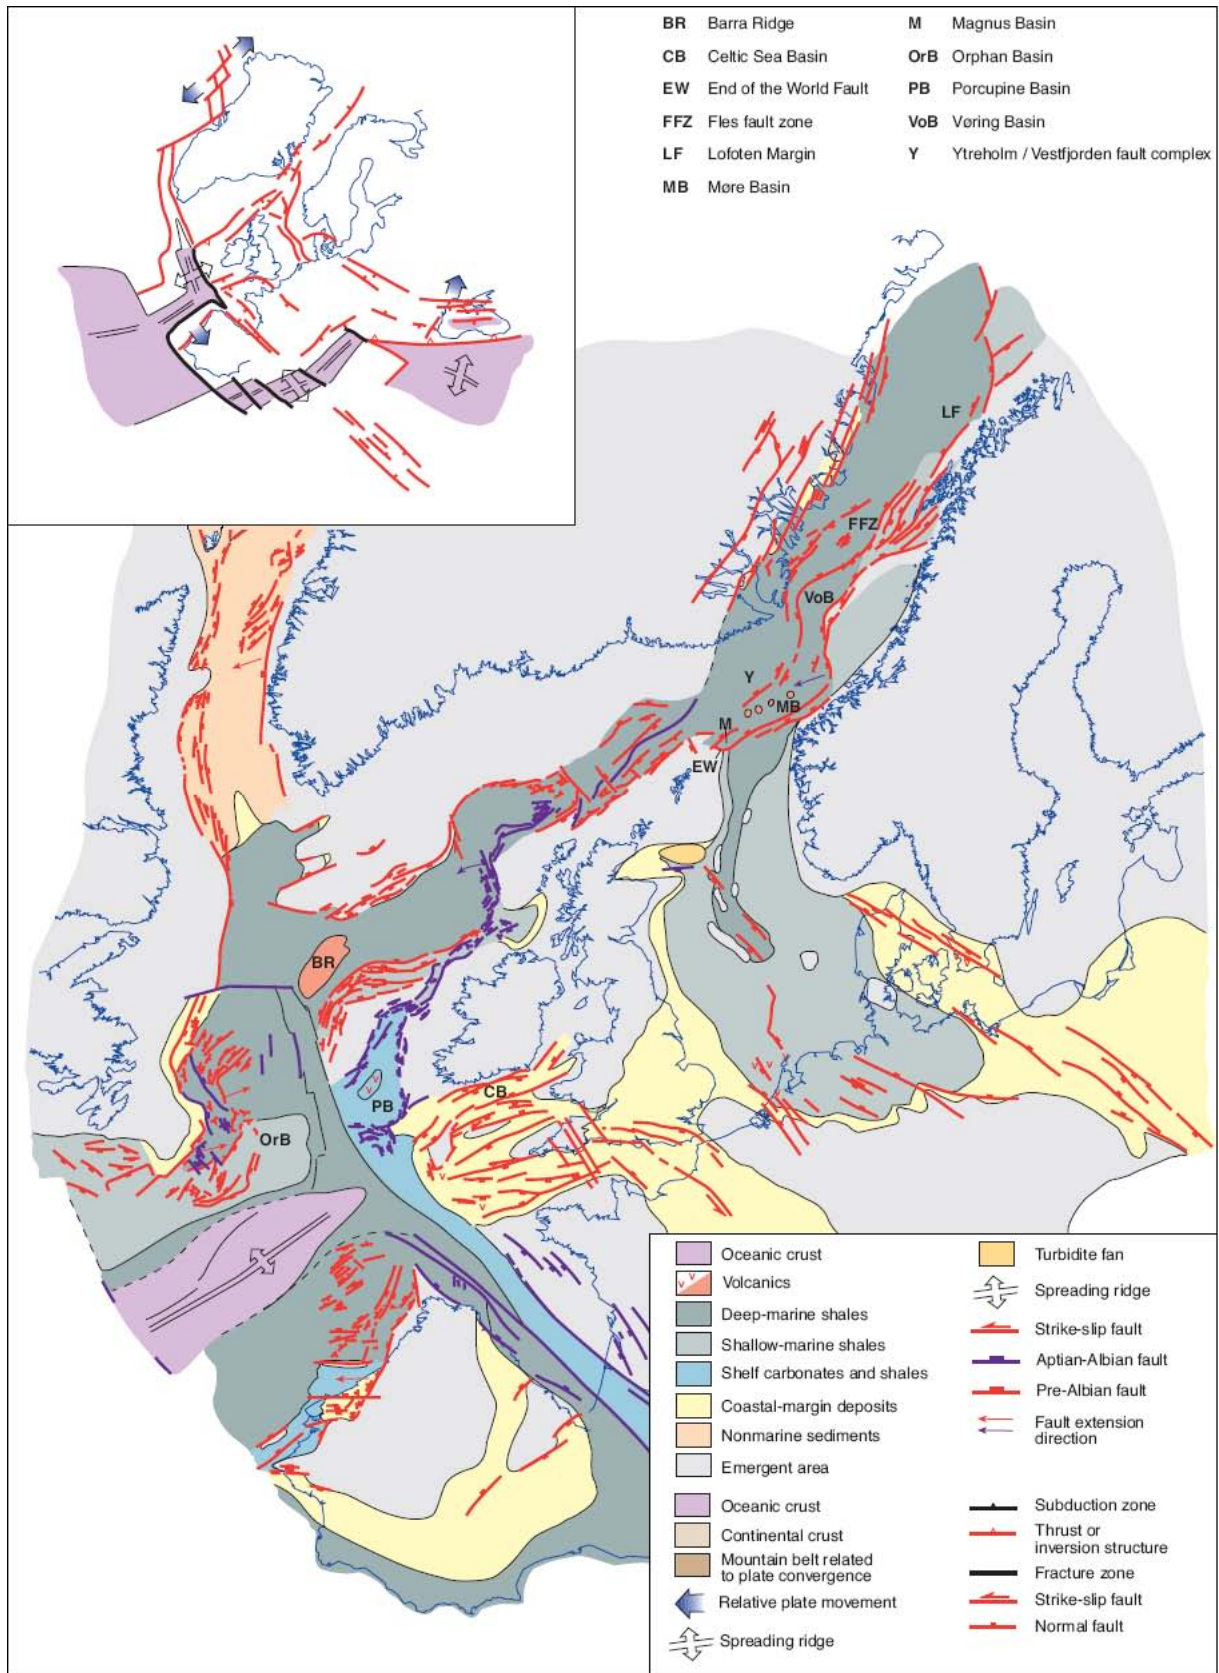 BR Barra Ridge
CB Celtic Sea Basin
EW End of the World Fault
FFZ Fles fault zone
LF Lofoten Margin
MB Møre Basin
M Magnus Basin
OrB Orphan Basin
PB Porcupine Basin
VoB Vøring Basin
Y Ytreholm / Vestfjorden fault complex
LF
FFZ
VoB
Y
MB
M
EW
BR
PB
CB
OrB
Oceanic crust
Volcanics
Deep-marine shales
Shallow-marine shales
Shelf carbonates and shales
Coastal-margin deposits
Nonmarine sediments
Emergent area
Oceanic crust
Continental crust
Mountain belt related
to plate convergence
Relative plate movement
Spreading ridge
Turbidite fan
Spreading ridge
Strike-slip fault
Aptian-Albian fault
Pre-Albian fault
Fault extension
direction
Subduction zone
Thrust or
inversion structure
Fracture zone
Strike-slip fault
Normal fault